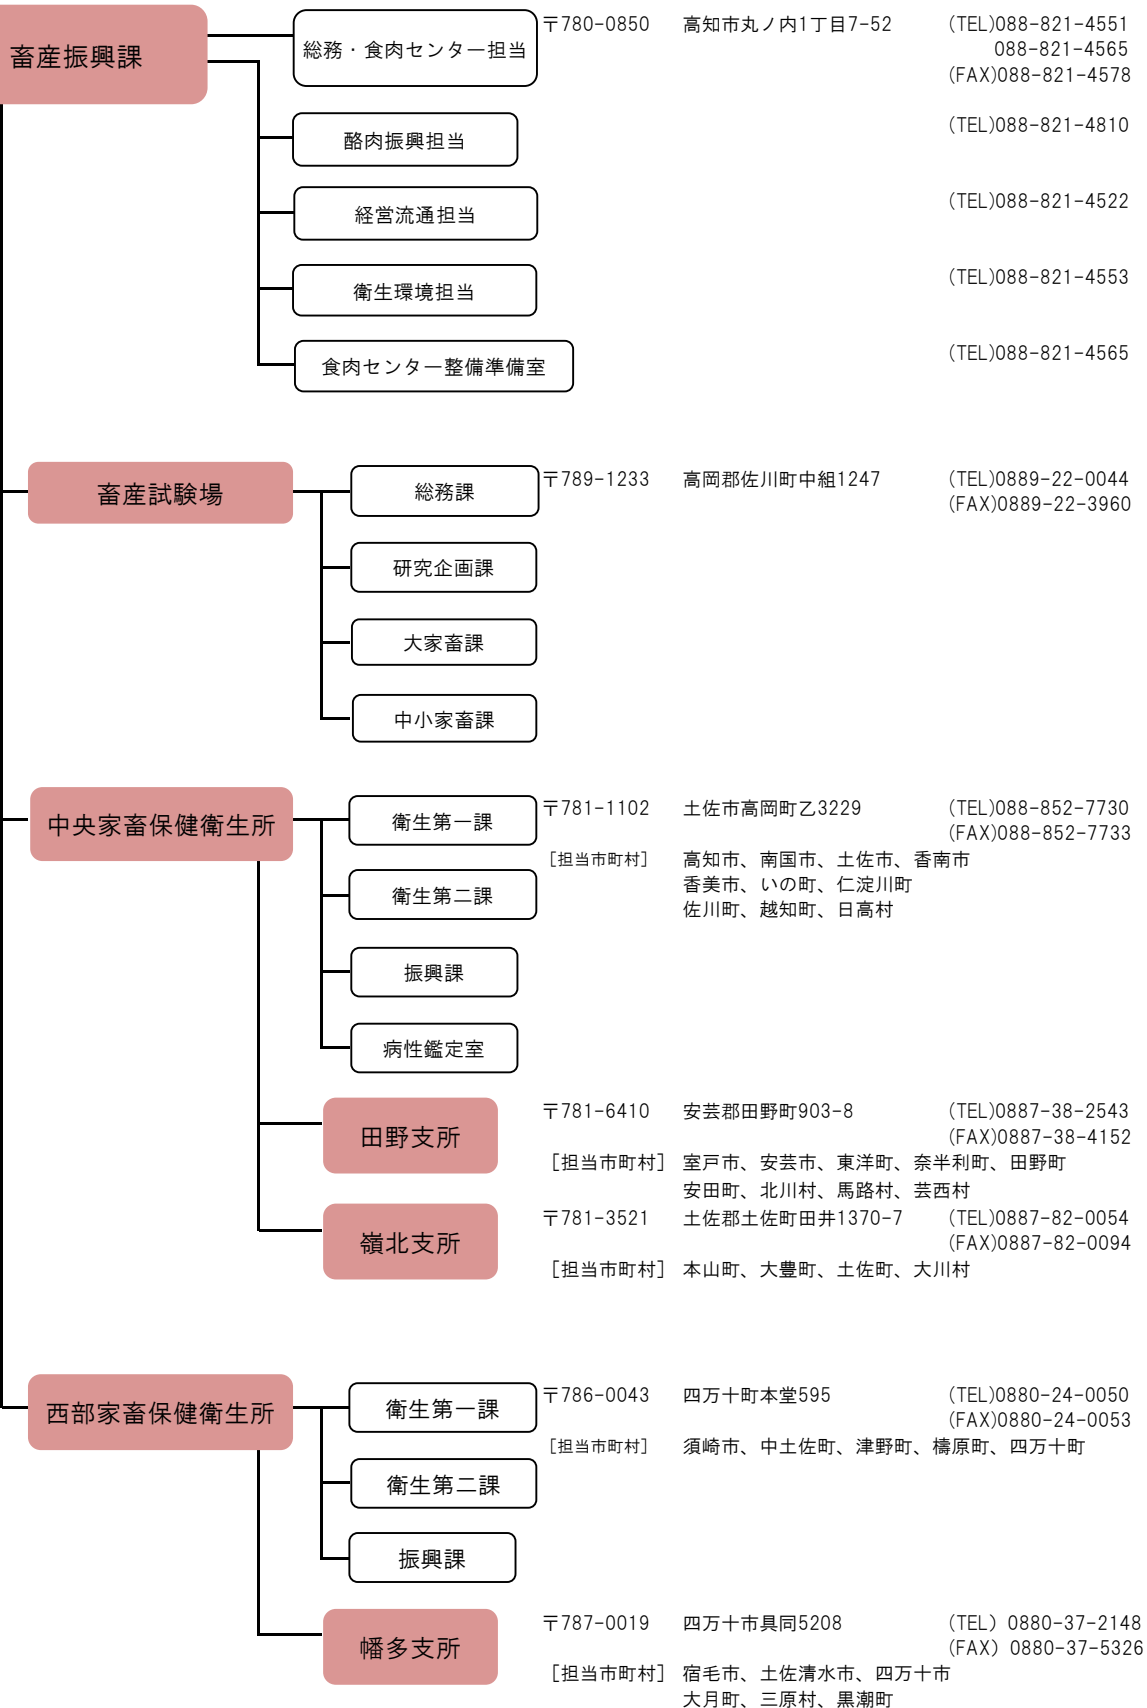 畜産振興課
総務・食肉センター担当 〒780-0850 高知市丸ノ内1丁目7-52 (TEL)088-821-4551
088-821-4565
(FAX)088-821-4578
酪肉振興担当 (TEL)088-821-4810
経営流通担当 (TEL)088-821-4522
衛生環境担当 (TEL)088-821-4553
食肉センター整備準備室 (TEL)088-821-4565
畜産試験場 総務課 〒789-1233 高岡郡佐川町中組1247 (TEL)0889-22-0044
(FAX)0889-22-3960
研究企画課
大家畜課
中小家畜課
中央家畜保健衛生所 衛生第一課 〒781-1102 土佐市高岡町乙3229 (TEL)088-852-7730
(FAX)088-852-7733
[担当市町村] 高知市、南国市、土佐市、香南市
香美市、いの町、仁淀川町
衛生第二課 佐川町、越知町、日高村
振興課
病性鑑定室
田野支所 〒781-6410 安芸郡田野町903-8 (TEL)0887-38-2543
(FAX)0887-38-4152
[担当市町村] 室戸市、安芸市、東洋町、奈半利町、田野町
安田町、北川村、馬路村、芸西村
嶺北支所 〒781-3521 土佐郡土佐町田井1370-7 (TEL)0887-82-0054
(FAX)0887-82-0094
[担当市町村] 本山町、大豊町、土佐町、大川村
西部家畜保健衛生所 衛生第一課 〒786-0043 四万十町本堂595 (TEL)0880-24-0050
(FAX)0880-24-0053
[担当市町村] 須崎市、中土佐町、津野町、檮原町、四万十町
衛生第二課
振興課
幡多支所 〒787-0019 四万十市具同5208 (TEL) 0880-37-2148
(FAX) 0880-37-5326
[担当市町村] 宿毛市、土佐清水市、四万十市
大月町、三原村、黒潮町